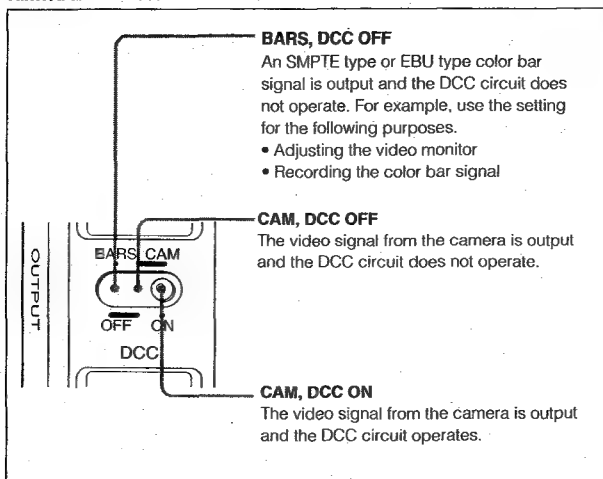 BARS, DCC OFF
An SMPTE type or EBU type color bar
signal is output and the DCC circuit does
not operate. For example, use the setting
for the following purposes.
• Adjusting the video monitor
• Recording the color bar signal
CAM, DCC OFF
The video signal from the camera is output
and the DCC circuit does not operate.
OUTPUT
BARS CAM
OFF ON
DCC
CAM, DCC ON
The video signal from the camera is output
and the DCC circuit operates.